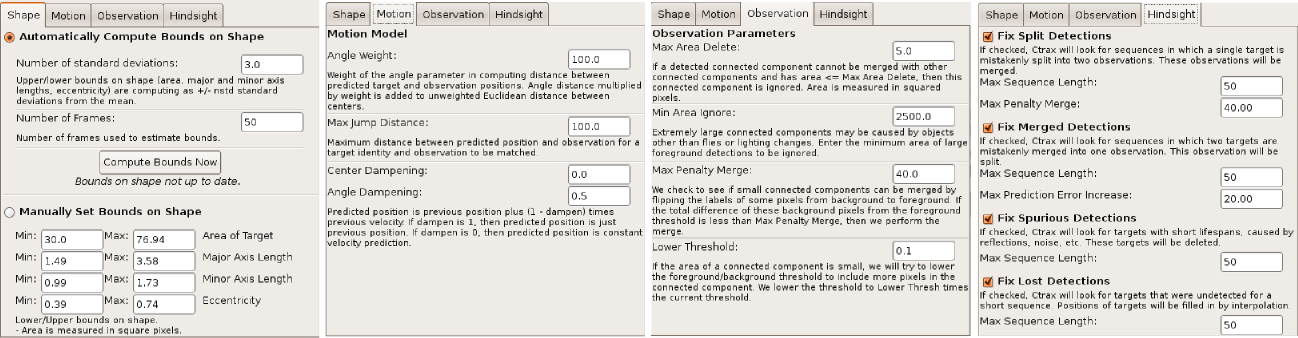 Shape Motion Observation Hindsight
Automatically Compute Bounds on Shape
Number of standard deviations: 3.0
Upper/lower bounds on shape (area, major and minor axis
lengths, eccentricity) are computing as +/- nstd standard
deviations from the mean.
Number of Frames: 50
Number of frames used to estimate bounds.
Compute Bounds Now
Bounds on shape not up to date.
Manually Set Bounds on Shape
Min: 30.0 Max: 76.94 Area of Target
Min: 1.49 Max: 3.58 Major Axis Length
Min: 0.99 Max: 1.73 Minor Axis Length
Min: 0.39 Max: 0.74 Eccentricity
Lower/Upper bounds on shape.
- Area is measured in square pixels.
Shape Motion Observation Hindsight
Motion Model
Angle Weight: 100.0
Weight of the angle parameter in computing distance between
predicted target and observation positions. Angle distance multiplied
by weight is added to unweighted Euclidean distance between
centers.
Max Jump Distance: 100.0
Maximum distance between predicted position and observation for a
target identity and observation to be matched.
Center Dampening: 0.0
Angle Dampening: 0.5
Predicted position is previous position plus (1 - dampen) times
previous velocity. If dampen is 1, then predicted position is just
previous position. If dampen is 0, then predicted position is constant
velocity prediction.
Shape Motion Observation Hindsight
Observation Parameters
Max Area Delete: 5.0
If a detected connected component cannot be merged with other
connected components and has area <= Max Area Delete, then this
connected component is ignored. Area is measured in squared
pixels.
Min Area Ignore: 2500.0
Extremely large connected components may be caused by objects
other than flies or lighting changes. Enter the minimum area of large
foreground detections to be ignored.
Max Penalty Merge: 40.0
We check to see if small connected components can be merged by
flipping the labels of some pixels from background to foreground. If
the total difference of these background pixels from the foreground
threshold is less than Max Penalty Merge, then we perform the
merge.
Lower Threshold: 0.1
If the area of a connected component is small, we will try to lower
the foreground/background threshold to include more pixels in the
connected component. We lower the threshold to Lower Thresh times
the current threshold.
Shape Motion Observation Hindsight
Fix Split Detections
If checked, Ctrax will look for sequences in which a single target is
mistakenly split into two observations. These observations will be
merged.
Max Sequence Length: 50
Max Penalty Merge: 40.00
Fix Merged Detections
If checked, Ctrax will look for sequences in which two targets are
mistakenly merged into one observation. This observation will be
split.
Max Sequence Length: 50
Max Prediction Error Increase: 20.00
Fix Spurious Detections
If checked, Ctrax will look for targets with short lifespans, caused by
reflections, noise, etc. These targets will be deleted.
Max Sequence Length: 50
Fix Lost Detections
If checked, Ctrax will look for targets that were undetected for a
short sequence. Positions of targets will be filled in by interpolation.
Max Sequence Length: 50